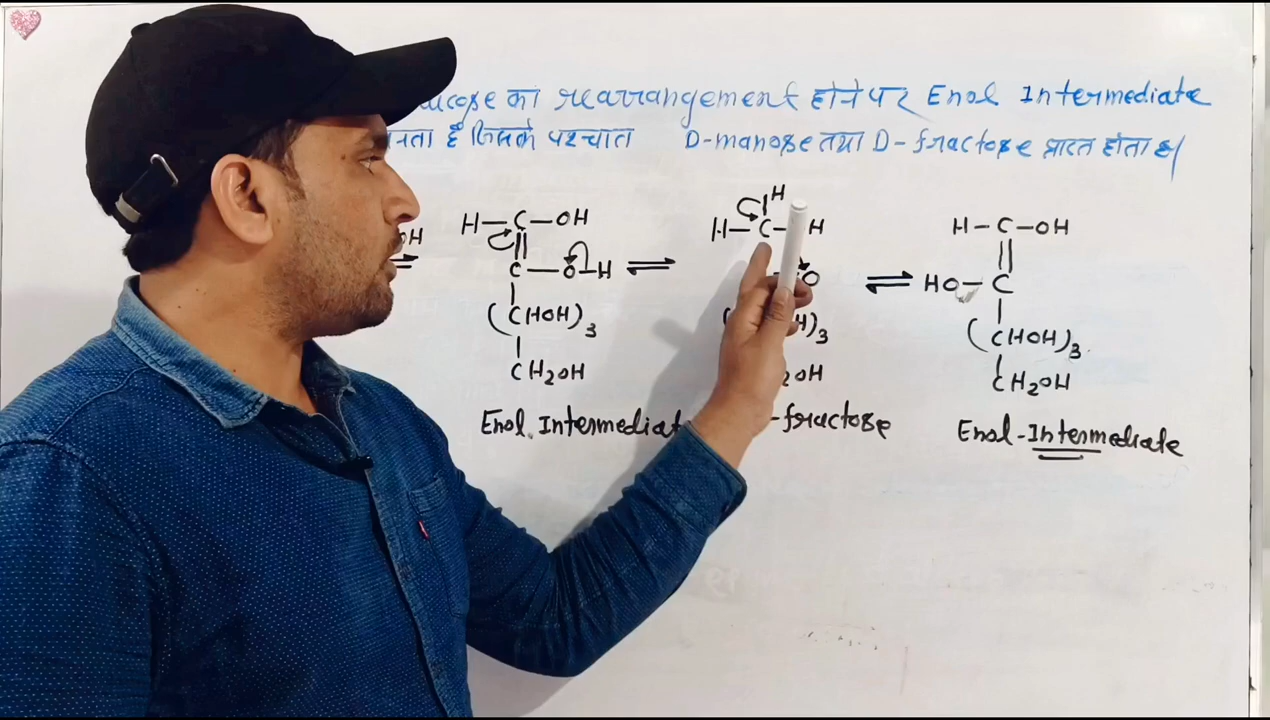 का rearrangement होने पर Enol Intermediate
है जिसके पश्चात D-manose तथा D-fractose प्राप्त होता है।
H
H—C—OH H—C— H H—C—OH
OH
C—O—H O HO—C
(CHOH)3 H)3 (CHOH)3
CH2OH 2OH CH2OH
Enol Intermediat -fractose Enol-Intermediate